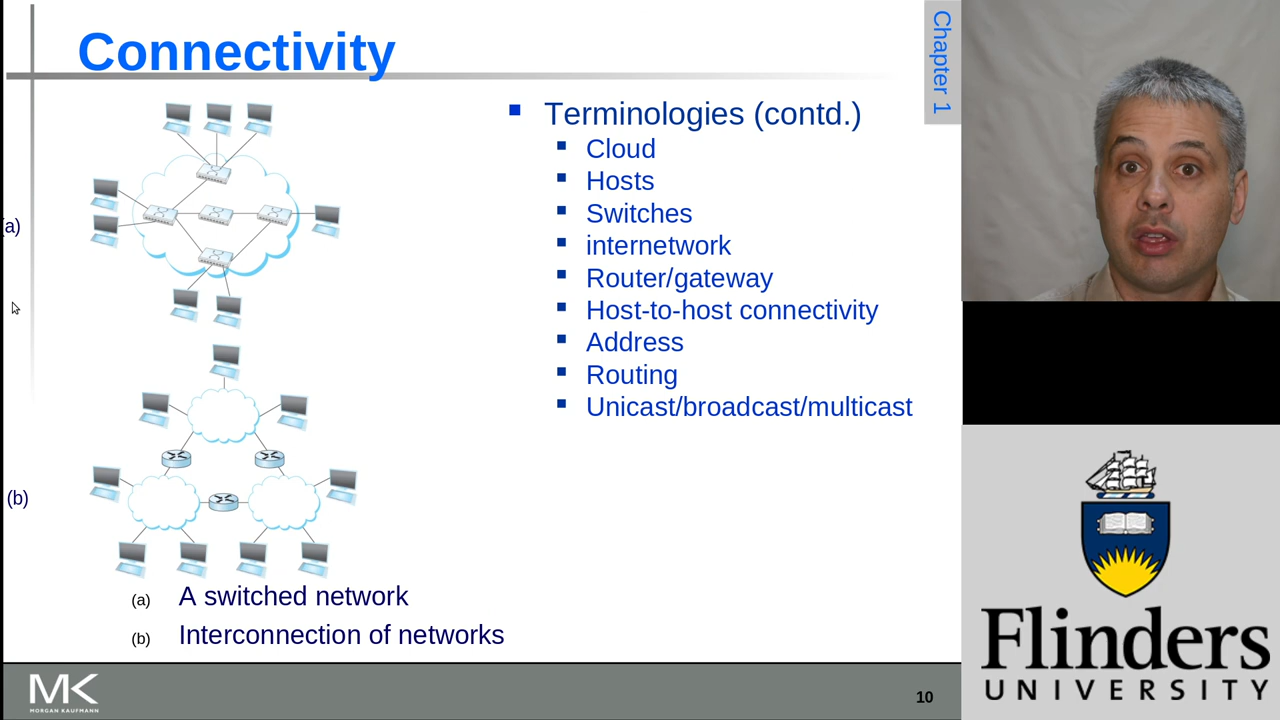 Connectivity
Chapter 1
(a)
(b)
Terminologies (contd.)
Cloud
Hosts
Switches
internetwork
Router/gateway
Host-to-host connectivity
Address
Routing
Unicast/broadcast/multicast
(a) A switched network
(b) Interconnection of networks
MK
MORGAN KAUFMANN
10
Flinders
UNIVERSITY